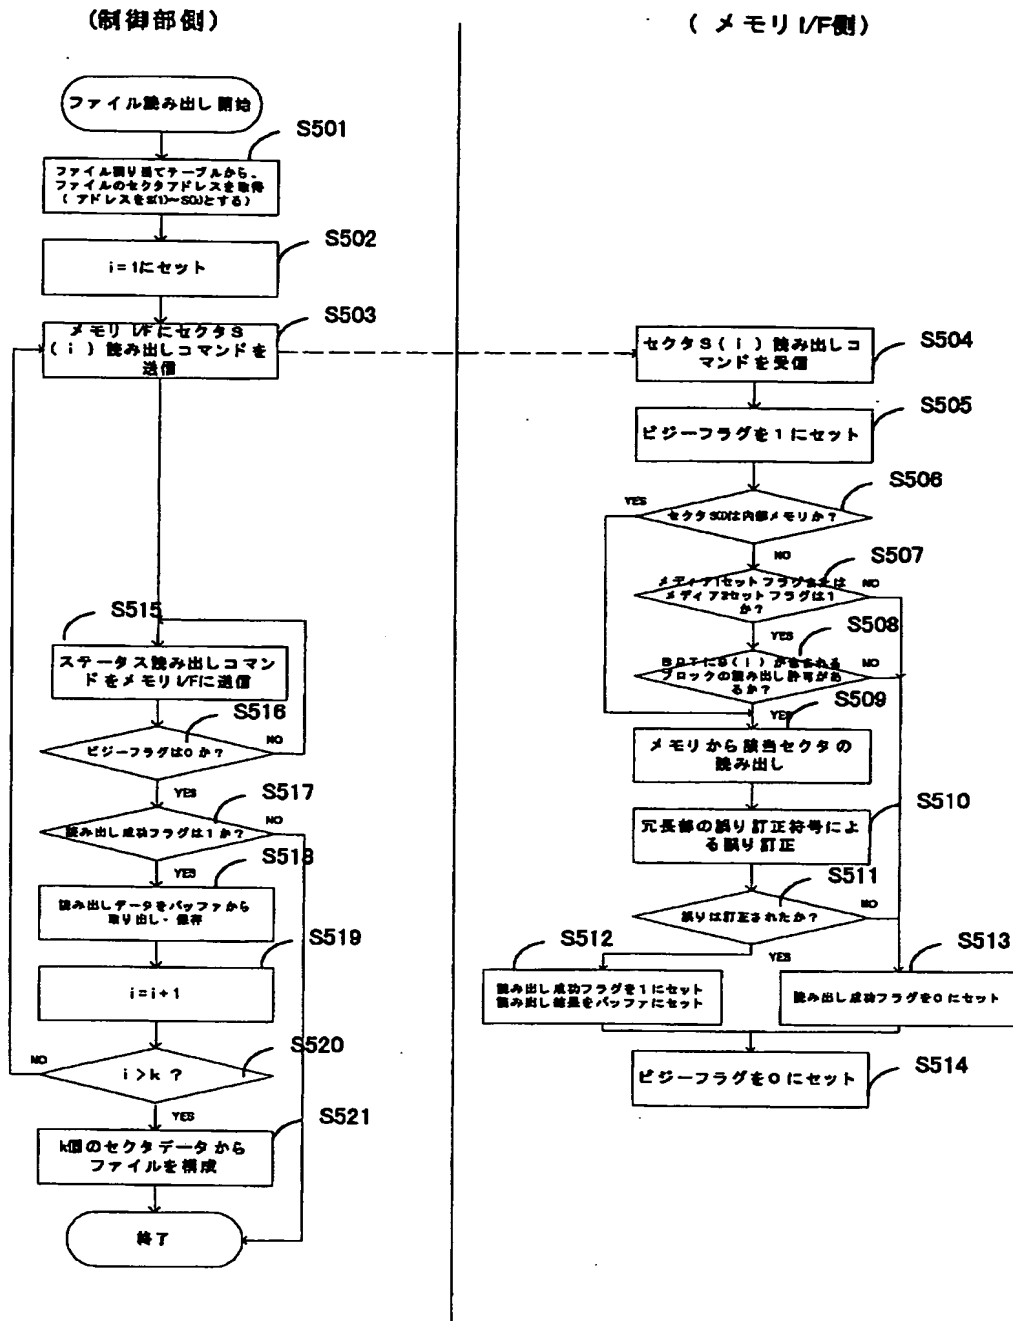 (制御部側)
ファイル読み出し開始
S501
ファイル割り当てテーブルから、
ファイルのセクタアドレスを取得
(アドレスをS(1)～S(k)とする)
S502
i=1にセット
S503
メモリI/FにセクタS
(i)読み出しコマンドを
送信
S515
ステータス読み出しコマン
ドをメモリI/Fに送信
S516
ビジーフラグは0か?
NO
YES
S517
読み出し成功フラグは1か?
NO
YES
S518
読み出しデータをバッファから
取り出し・保存
S519
i=i+1
S520
i>k?
NO
YES
S521
k個のセクタデータから
ファイルを構成
終了
(メモリI/F側)
S504
セクタS(i)読み出しコ
マンドを受信
S505
ビジーフラグを1にセット
S506
YES
セクタS(i)は内部メモリか?
NO
S507
メディア1セットフラグまたは
メディア2セットフラグは1
か?
NO
YES
S508
にS(i)が含まれる
ブロックの読み出し許可があ
るか?
NO
YES
S509
メモリから該当セクタの
読み出し
S510
冗長部の誤り訂正符号によ
る誤り訂正
S511
誤りは訂正されたか?
NO
YES
S512
読み出し成功フラグを1にセット
読み出し結果をバッファにセット
S513
読み出し成功フラグを0にセット
S514
ビジーフラグを0にセット